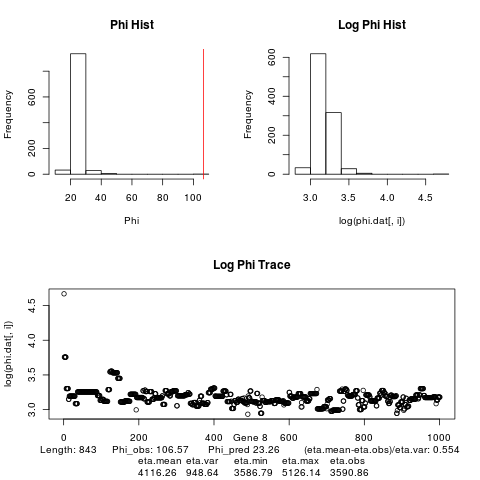 Phi Hist
Log Phi Hist
Frequency
0 200 600
20 40 60 80 100
Phi
Frequency
0 200 400 600
3.0 3.5 4.0 4.5
log(phi.dat[, i])
Log Phi Trace
log(phi.dat[, i])
3.0 3.5 4.0 4.5
0 200 400 600 800 1000
Gene 8
Length: 843 Phi_obs: 106.57 Phi_pred 23.26 (eta.mean-eta.obs)/eta.var: 0.554
eta.mean eta.var eta.min eta.max eta.obs
4116.26 948.64 3586.79 5126.14 3590.86